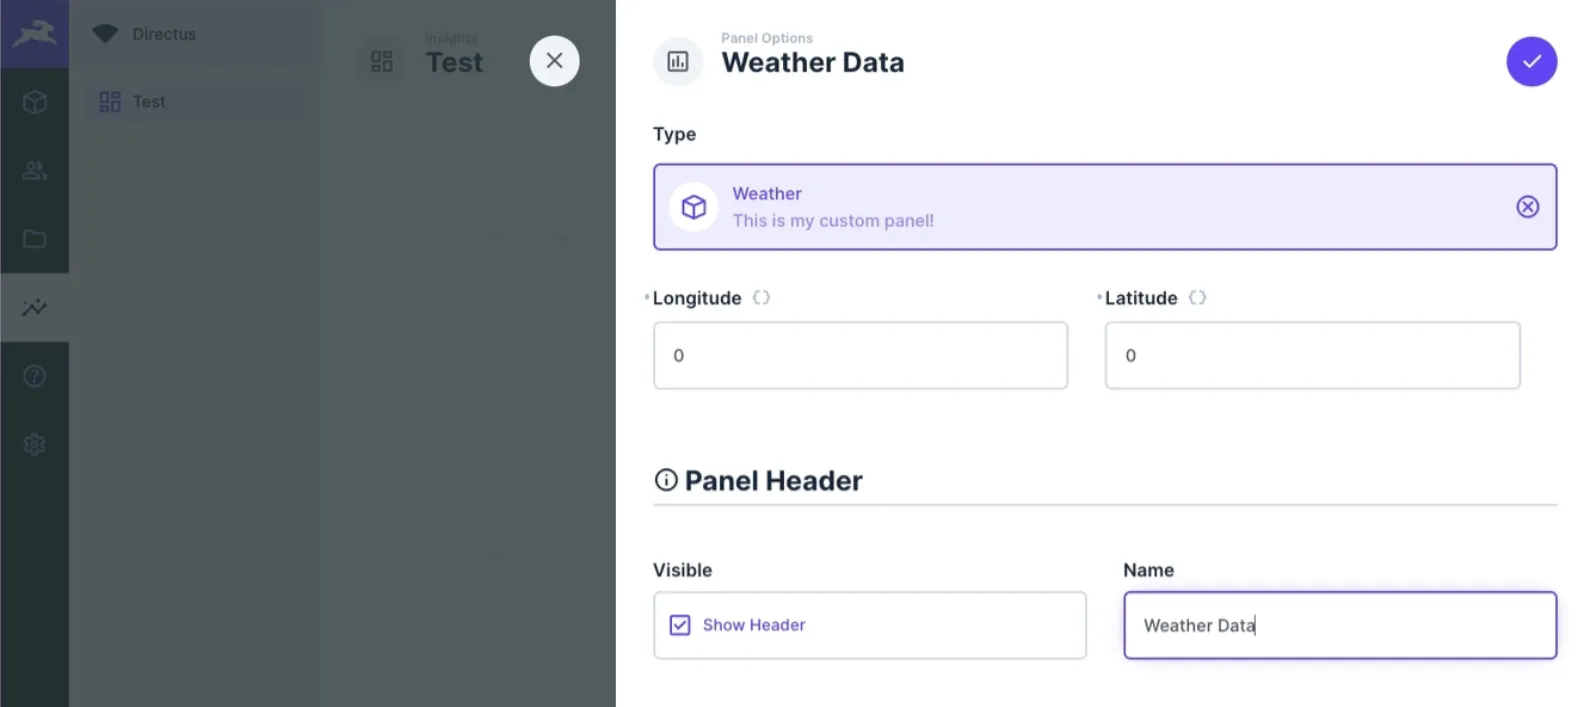 Directus
Test
Insights
Test
Panel Options
Weather Data
Type
Weather
This is my custom panel!
Longitude
Latitude
0
0
Panel Header
Visible
Name
Show Header
Weather Data